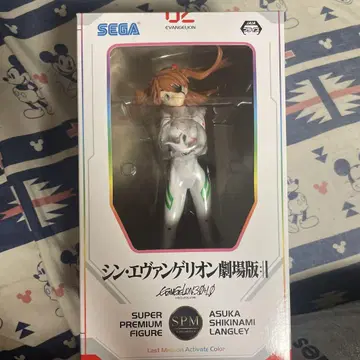 02
EVANGELION
SEGA
シン・エヴァンゲリオン劇場版:||
EVANGELION:3.0+1.0
SUPER
PREMIUM
FIGURE
SPM
ASUKA
SHIKINAMI
LANGLEY
Last Mission Activate Color